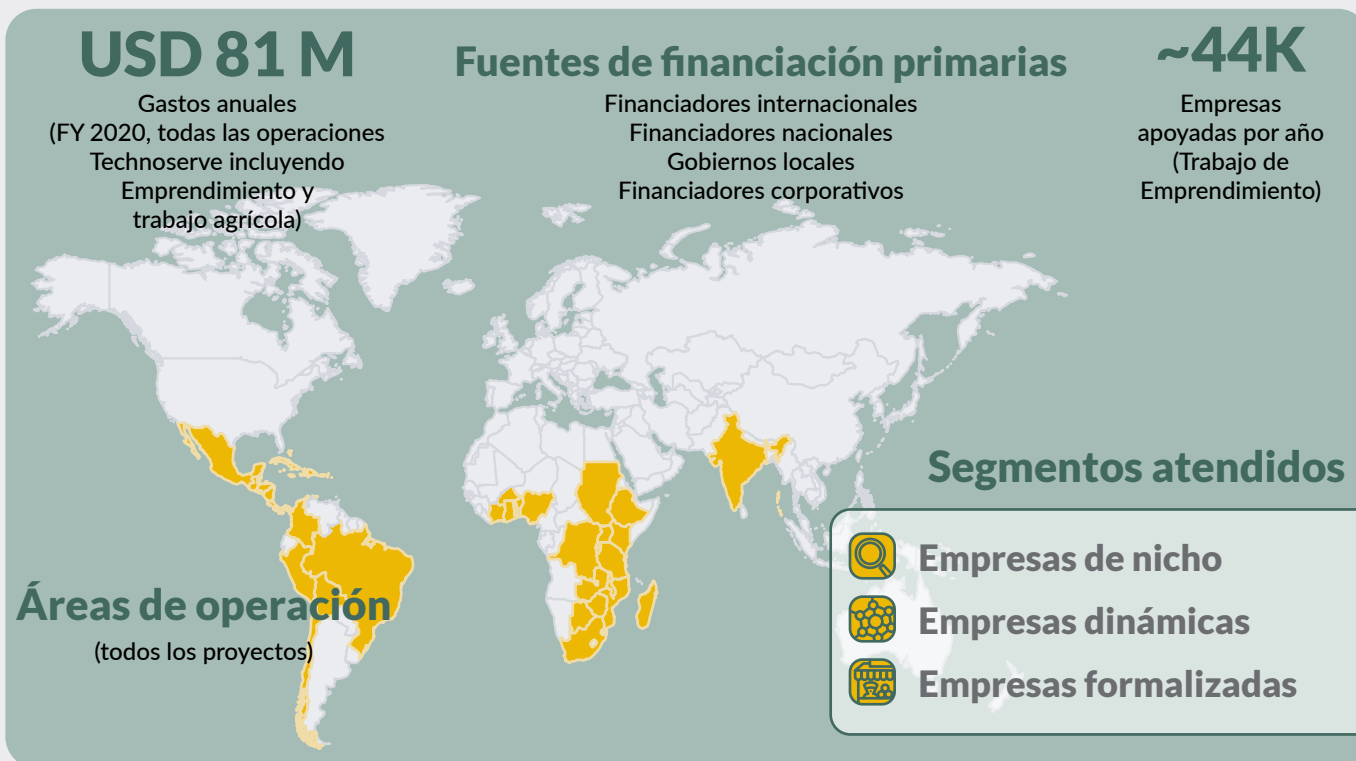 USD 81 M
Gastos anuales
(FY 2020, todas las operaciones
Technoserve incluyendo
Emprendimiento y
trabajo agrícola)
Fuentes de financiación primarias
Financiadores internacionales
Financiadores nacionales
Gobiernos locales
Financiadores corporativos
~44K
Empresas
apoyadas por año
(Trabajo de
Emprendimiento)
Áreas de operación
(todos los proyectos)
Segmentos atendidos
Empresas de nicho
Empresas dinámicas
Empresas formalizadas